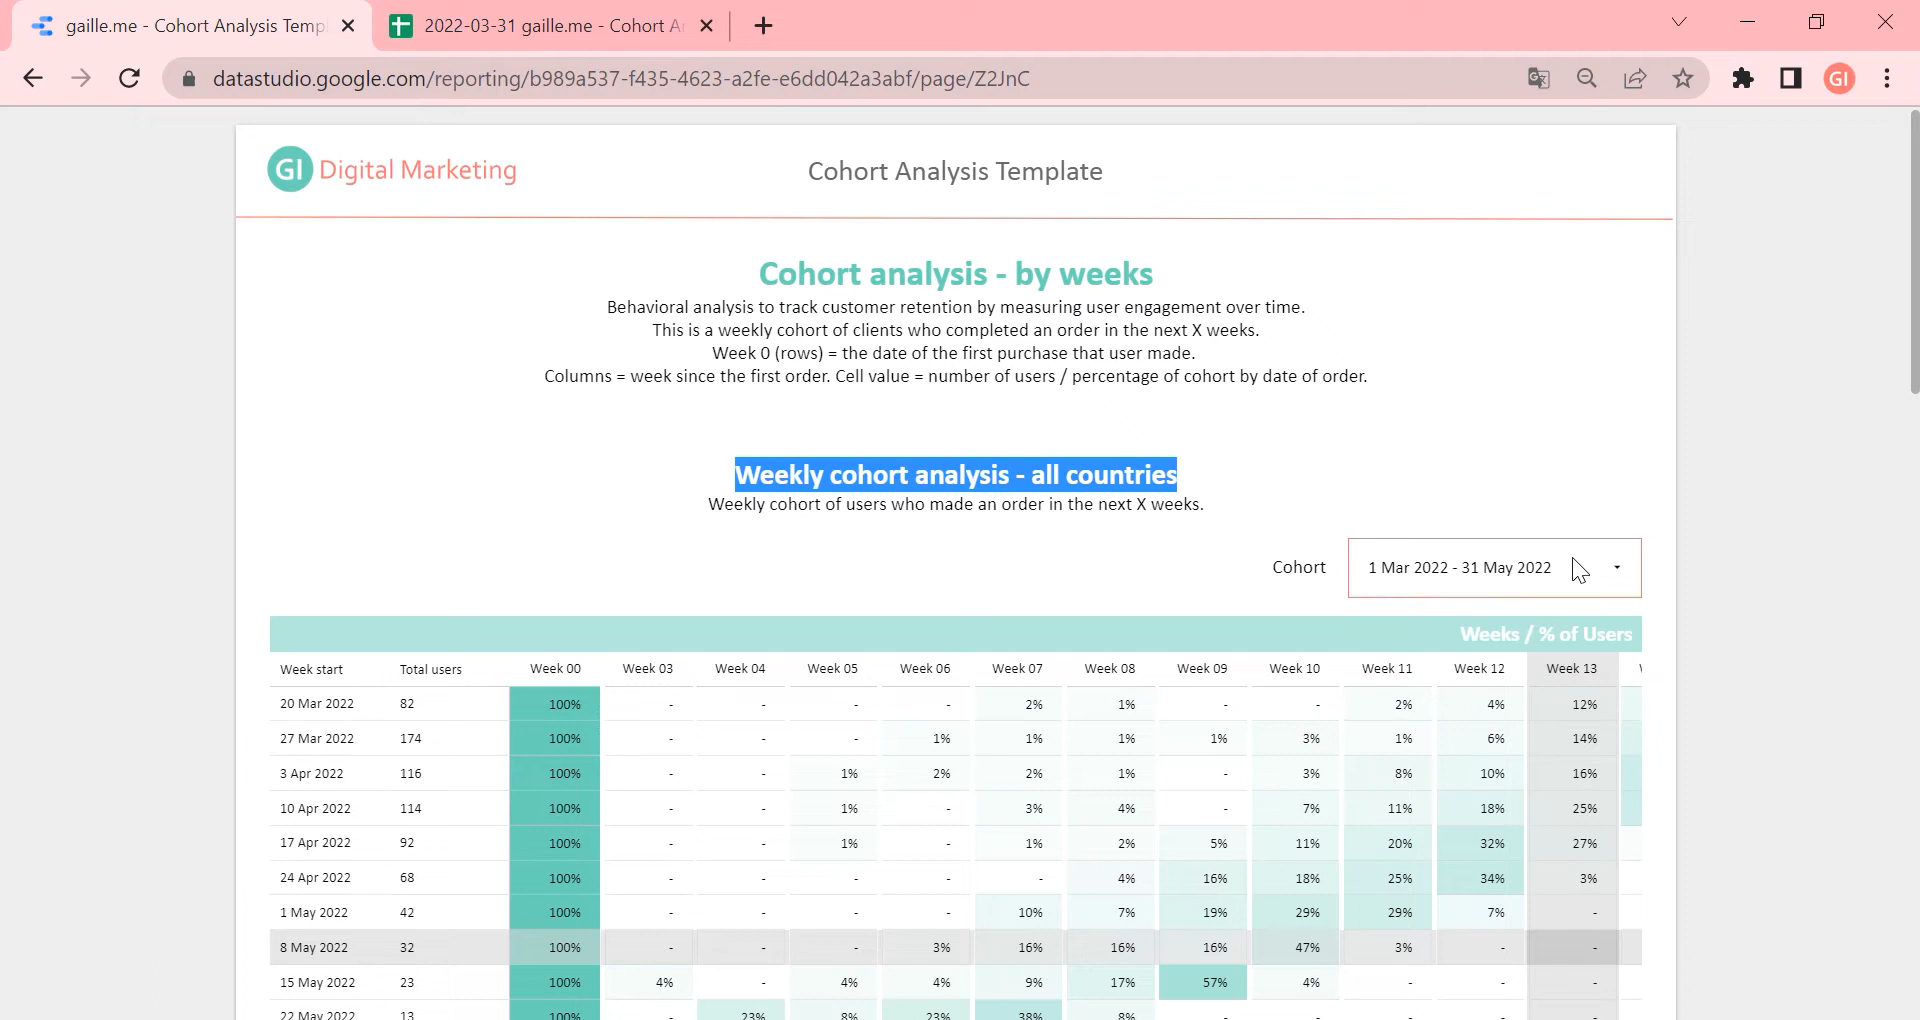 gaille.me - Cohort Analysis Temp
2022-03-31 gaille.me - Cohort A
datastudio.google.com/reporting/b989a537-f435-4623-a2fe-e6dd042a3abf/page/Z2JnC
GI
GI Digital Marketing
Cohort Analysis Template
Cohort analysis - by weeks
Behavioral analysis to track customer retention by measuring user engagement over time.
This is a weekly cohort of clients who completed an order in the next X weeks.
Week 0 (rows) = the date of the first purchase that user made.
Columns = week since the first order. Cell value = number of users / percentage of cohort by date of order.
Weekly cohort analysis - all countries
Weekly cohort of users who made an order in the next X weeks.
Cohort 1 Mar 2022 - 31 May 2022
Weeks / % of Users
Week start Total users Week 00 Week 03 Week 04 Week 05 Week 06 Week 07 Week 08 Week 09 Week 10 Week 11 Week 12 Week 13
20 Mar 2022 82 100% - - - - 2% 1% - - 2% 4% 12%
27 Mar 2022 174 100% - - - 1% 1% 1% 1% 3% 1% 6% 14%
3 Apr 2022 116 100% - - 1% 2% 2% 1% - 3% 8% 10% 16%
10 Apr 2022 114 100% - - 1% - 3% 4% - 7% 11% 18% 25%
17 Apr 2022 92 100% - - 1% - 1% 2% 5% 11% 20% 32% 27%
24 Apr 2022 68 100% - - - - - 4% 16% 18% 25% 34% 3%
1 May 2022 42 100% - - - - 10% 7% 19% 29% 29% 7% -
8 May 2022 32 100% - - - 3% 16% 16% 16% 47% 3% - -
15 May 2022 23 100% 4% - 4% 4% 9% 17% 57% 4% - - -
22 May 2022 13 100% - 23% 8% 23% 38% 8% - - - - -